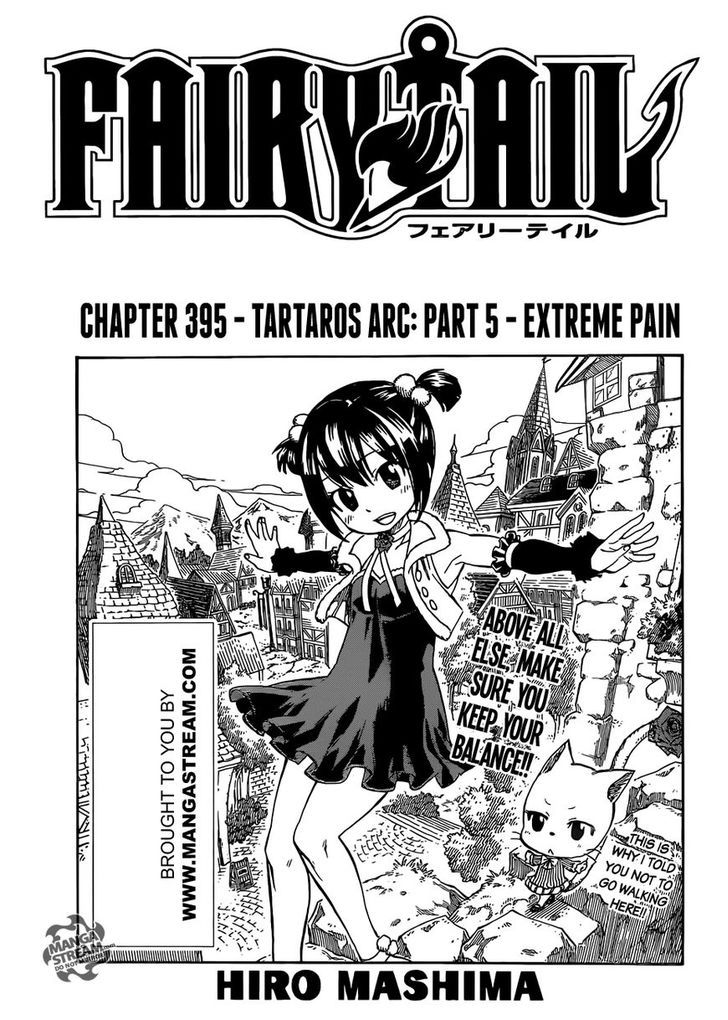 FAIRY TAIL
フェアリーテイル
CHAPTER 395 - TARTAROS ARC: PART 5 - EXTREME PAIN
ABOVE ALL
ELSE, MAKE
SURE YOU
KEEP YOUR
BALANCE!!
THIS IS
WHY I TOLD
YOU NOT TO
GO WALKING
HERE!!
BROUGHT TO YOU BY
WWW.MANGASTREAM.COM
MANGA
STREAM
HIRO MASHIMA